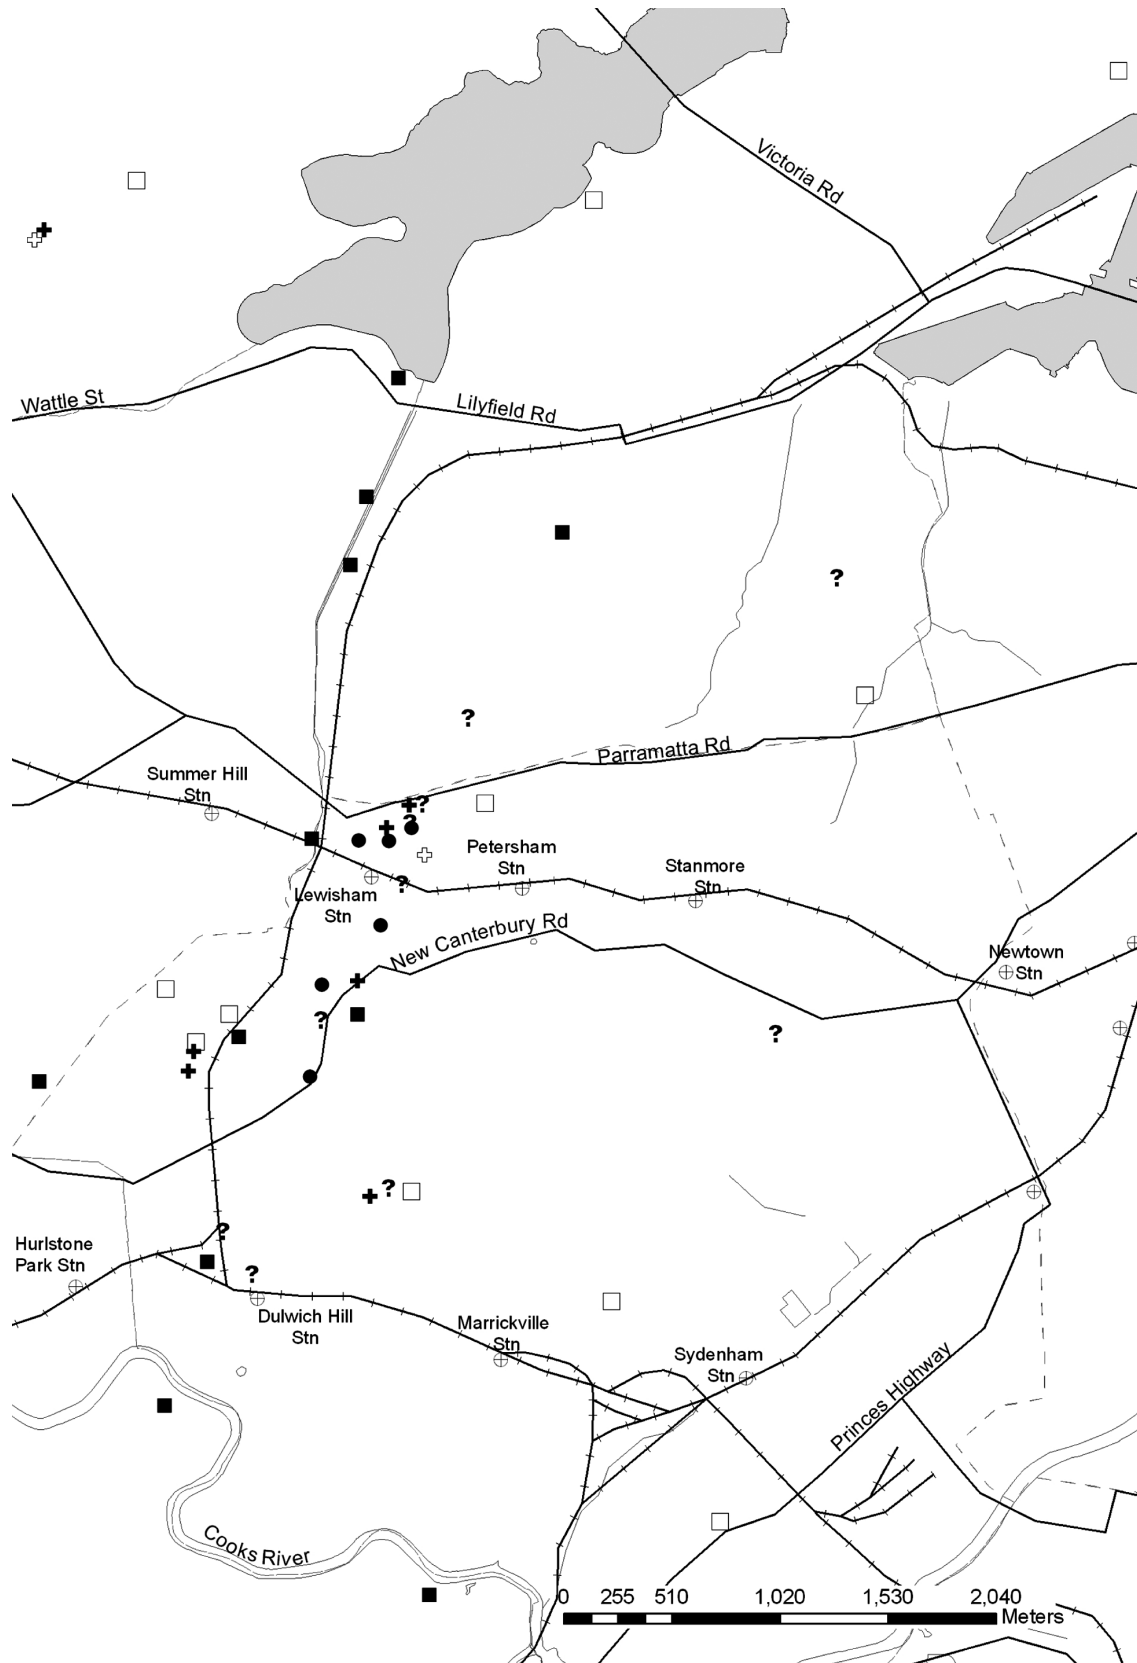 Victoria Rd
Wattle St
Lilyfield Rd
?
?
Parramatta Rd
Summer Hill
Stn
?
?
Petersham
Stn
Stanmore
Stn
?
Lewisham
Stn
New Canterbury Rd
Newtown
Stn
?
?
?
?
Hurlstone
Park Stn
?
Dulwich Hill
Stn
Marrickville
Stn
Sydenham
Stn
Princes Highway
Cooks River
0 255 510 1,020 1,530 2,040
Meters